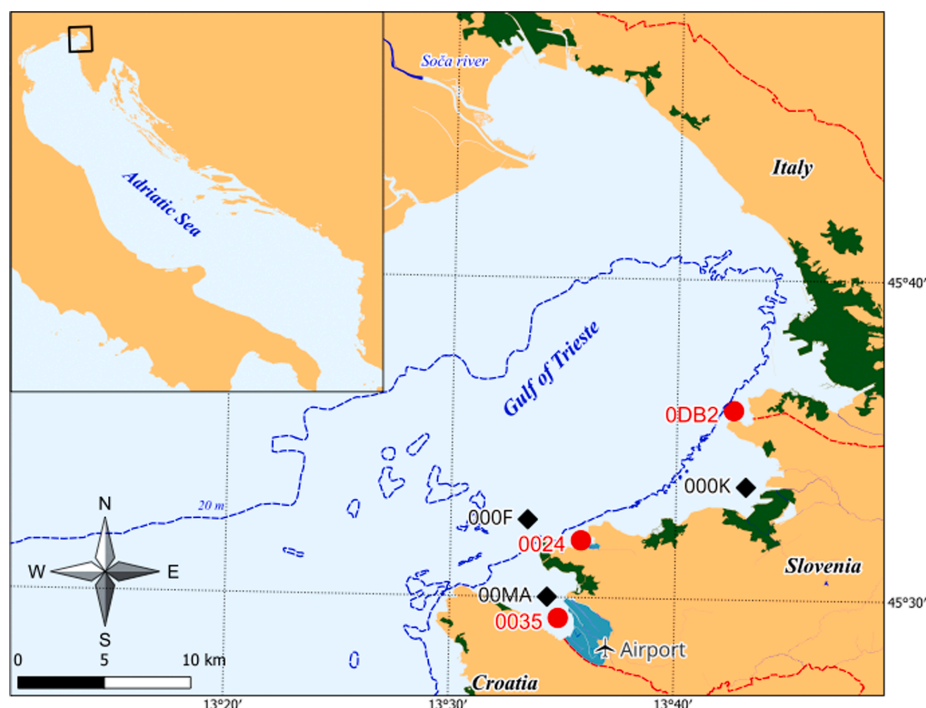 Soča river
Italy
Adriatic Sea
45°40'
Gulf of Trieste
0DB2
000K
20 m
000F
0024
N
W
E
S
Slovenia
00MA
45°30'
0035
Airport
0
5
10 km
Croatia
13°20'
13°30'
13°40'